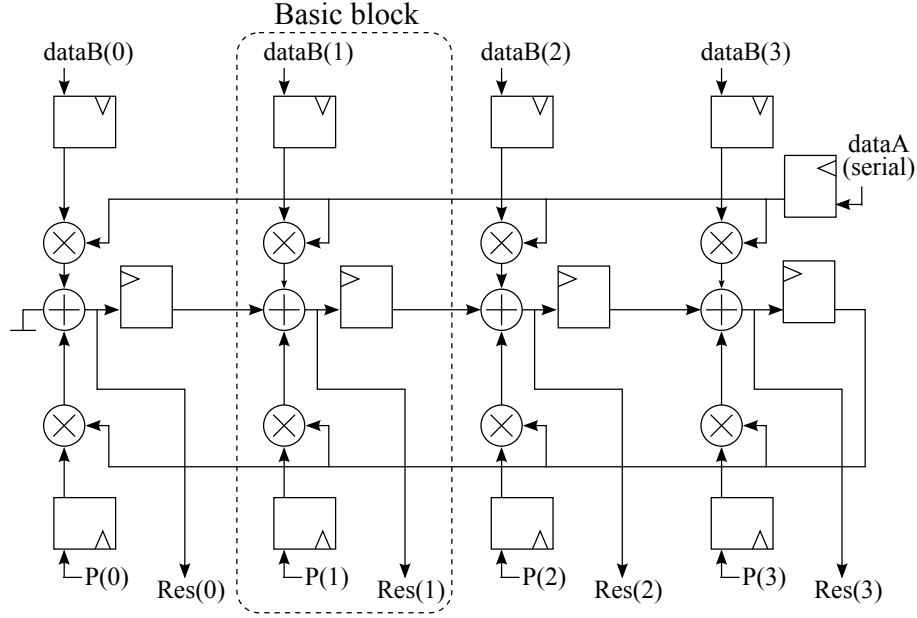 Basic block
dataB(0)
dataB(1)
dataB(2)
dataB(3)
dataA
(serial)
P(0)
Res(0)
P(1)
Res(1)
P(2)
Res(2)
P(3)
Res(3)